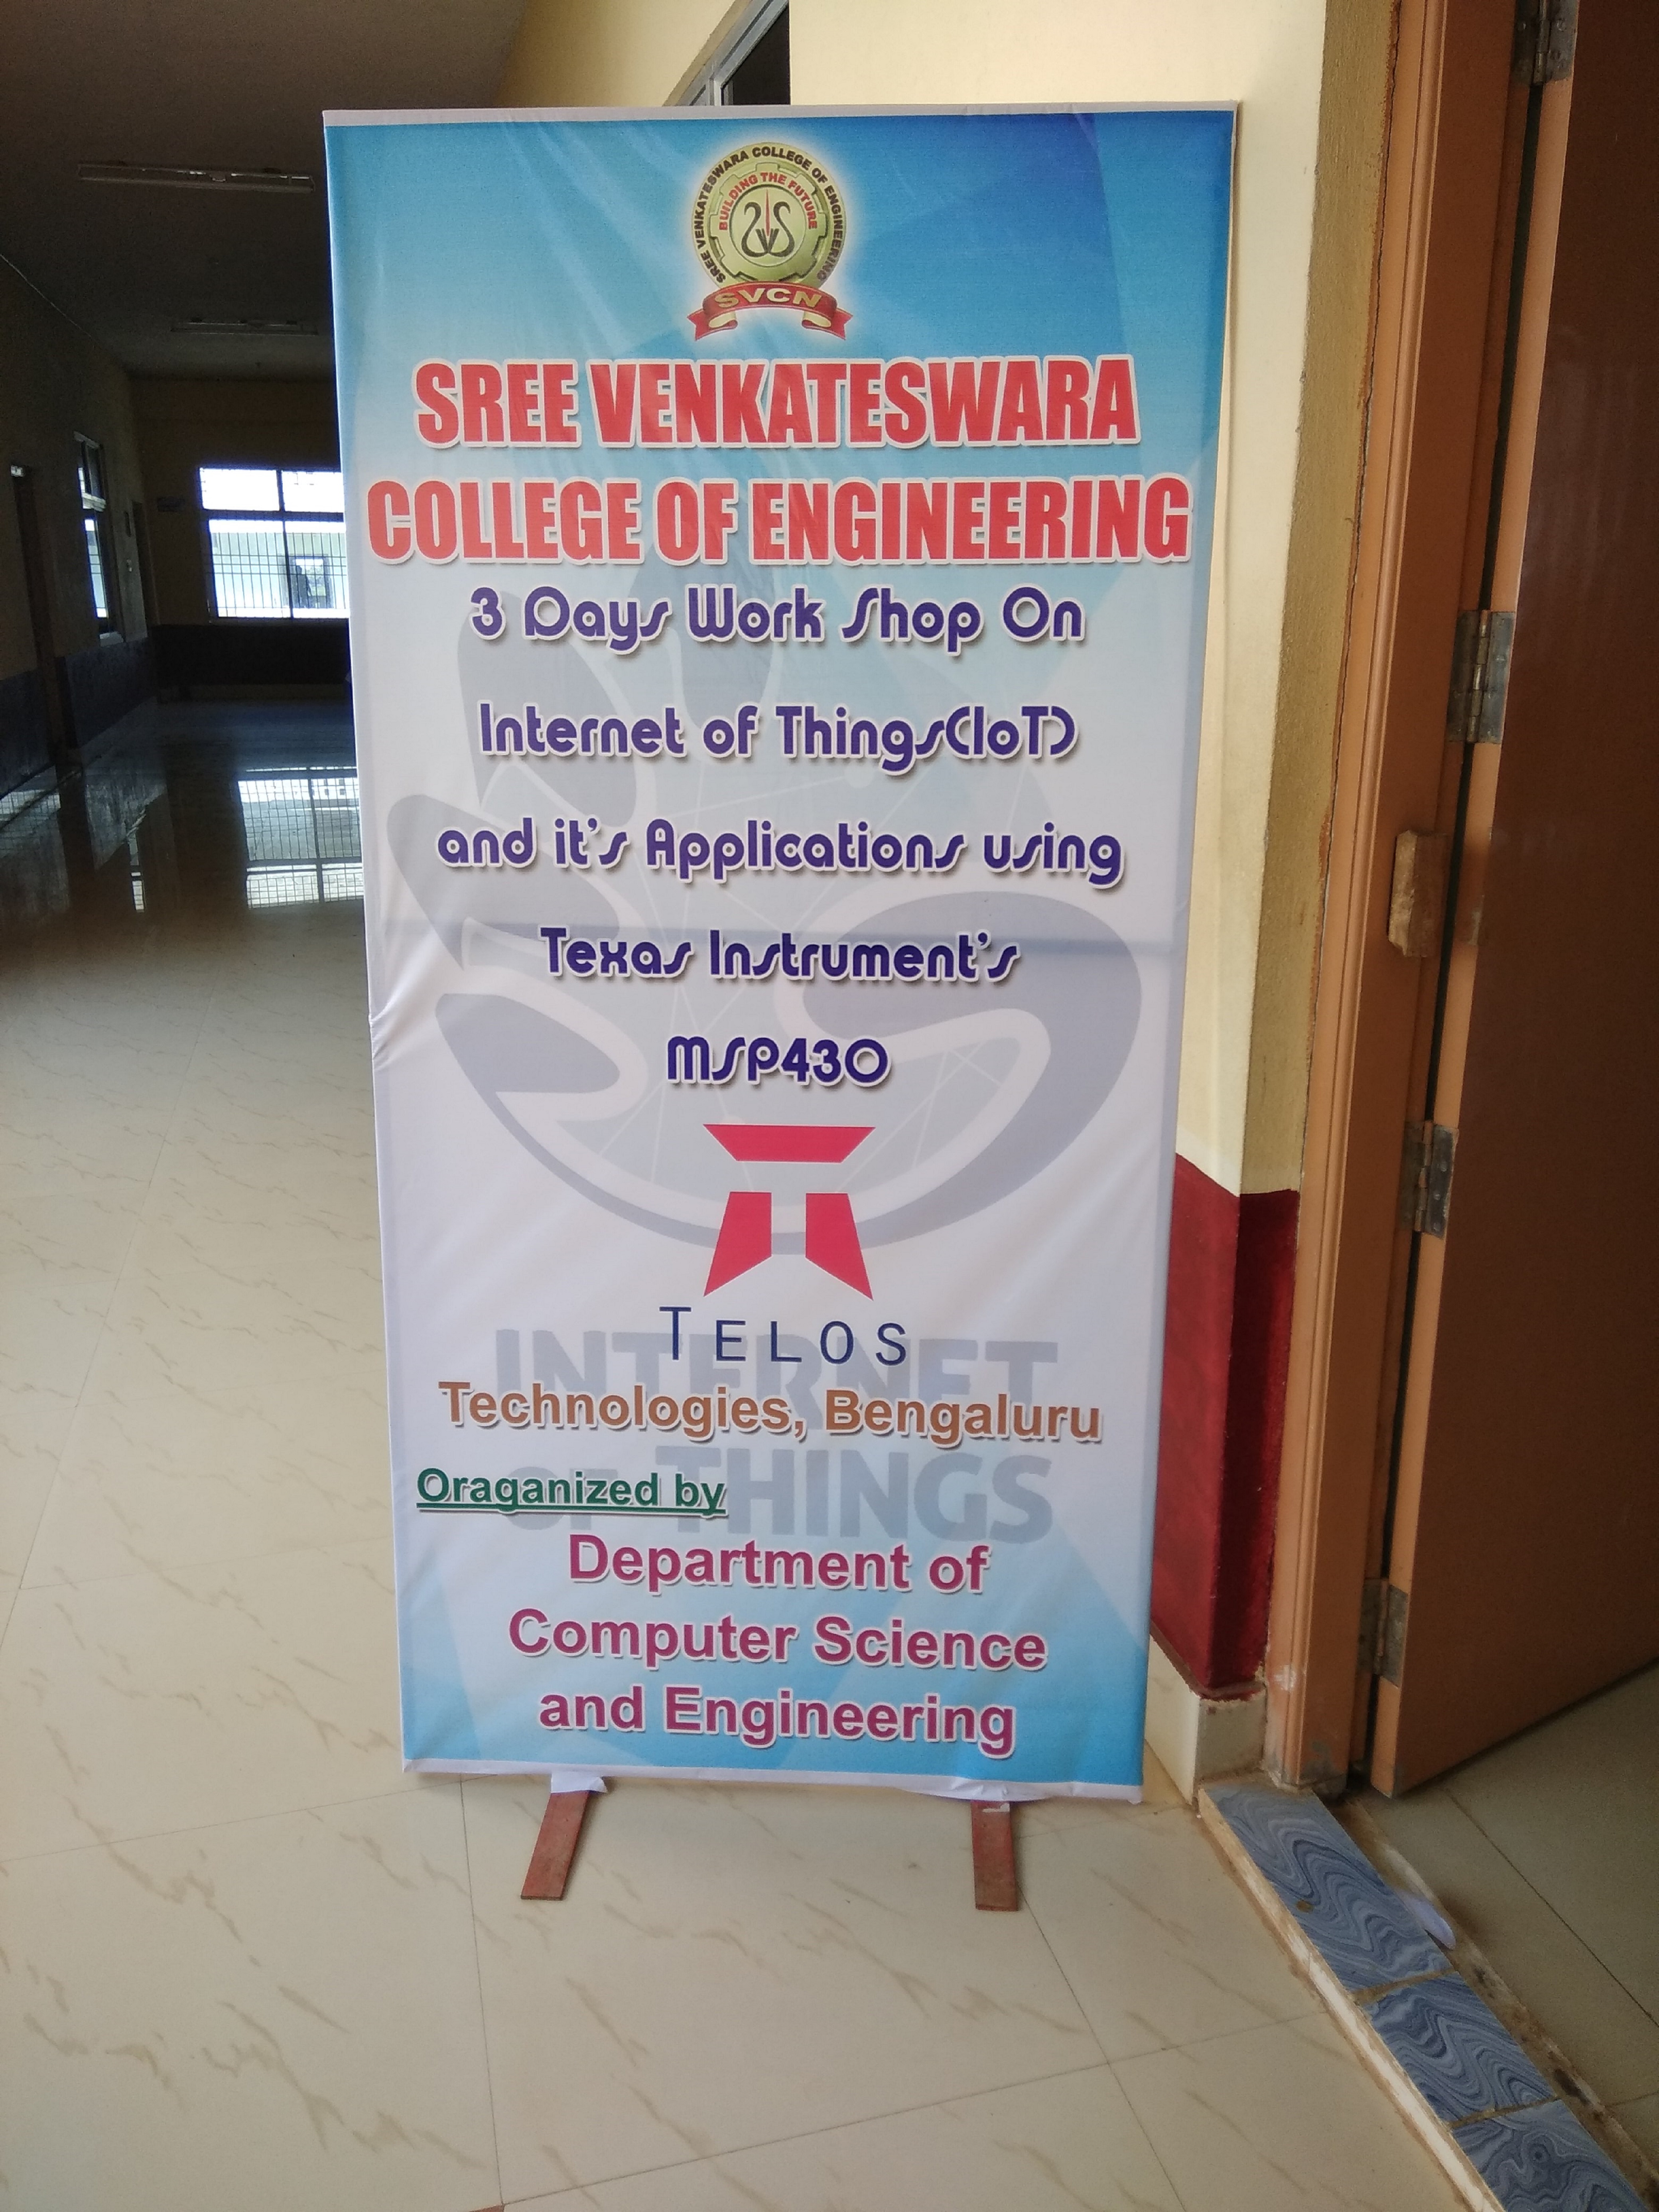 SREE VENKATESWARA COLLEGE OF ENGINEERING
BUILDING THE FUTURE
SVCN
SREE VENKATESWARA
COLLEGE OF ENGINEERING
3 Days Work Shop On
Internet of Things(IoT)
and it's Applications using
Texas Instrument's
MSP430
TELOS
INTERNET
Technologies, Bengaluru
OF THINGS
Oraganized by
Department of
Computer Science
and Engineering